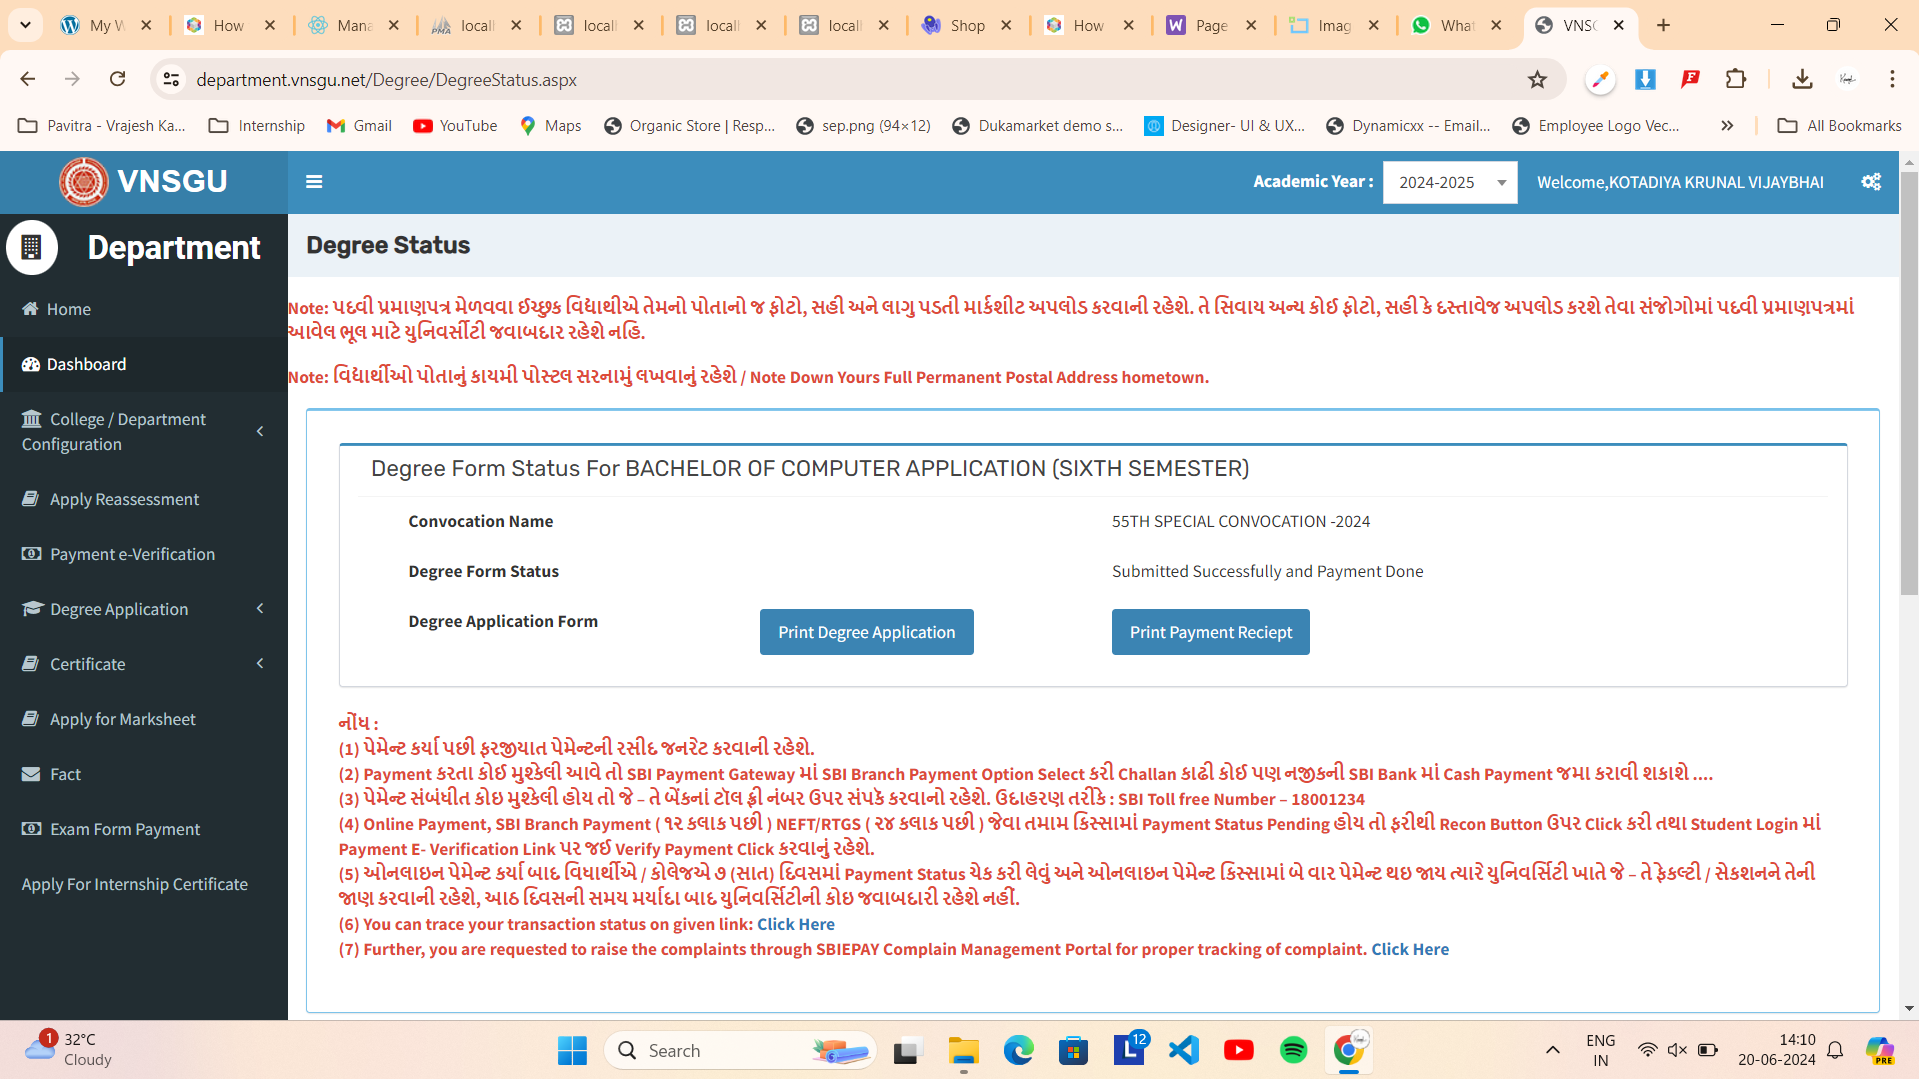 My W
How
Mana
locall
locall
locall
locall
Shop
How
Page
Imag
What
VNSG
department.vnsgu.net/Degree/DegreeStatus.aspx
Pavitra - Vrajesh Ka...
Internship
Gmail
YouTube
Maps
Organic Store | Resp...
sep.png (94×12)
Dukamarket demo s...
Designer- UI & UX...
Dynamicxx -- Email...
Employee Logo Vec...
All Bookmarks
VNSGU
Academic Year :
2024-2025
Welcome,KOTADIYA KRUNAL VIJAYBHAI
Department
Home
Dashboard
College / Department
Configuration
Apply Reassessment
Payment e-Verification
Degree Application
Certificate
Apply for Marksheet
Fact
Exam Form Payment
Apply For Internship Certificate
Degree Status
Note: પદવી પ્રમાણપત્ર મેળવવા ઈચ્છુક વિદ્યાથીએ તેમનો પોતાનો જ ફોટો, સહી અને લાગુ પડતી માર્કશીટ અપલોડ કરવાની રહેશે. તે સિવાય અન્ય કોઈ ફોટો, સહી કે દસ્તાવેજ અપલોડ કરશે તેવા સંજોગોમાં પદવી પ્રમાણપત્રમાં
આવેલ ભૂલ માટે યુનિવર્સીટી જવાબદાર રહેશે નહિ.
Note: વિદ્યાર્થીઓ પોતાનું કાયમી પોસ્ટલ સરનામું લખવાનું રહેશે / Note Down Yours Full Permanent Postal Address hometown.
Degree Form Status For BACHELOR OF COMPUTER APPLICATION (SIXTH SEMESTER)
Convocation Name
55TH SPECIAL CONVOCATION -2024
Degree Form Status
Submitted Successfully and Payment Done
Degree Application Form
Print Degree Application
Print Payment Reciept
નોંધ :
(1) પેમેન્ટ કર્યા પછી ફરજીયાત પેમેન્ટની રસીદ જનરેટ કરવાની રહેશે.
(2) Payment કરતા કોઈ મુશ્કેલી આવે તો SBI Payment Gateway માં SBI Branch Payment Option Select કરી Challan કાઢી કોઈ પણ નજીકની SBI Bank માં Cash Payment જમા કરાવી શકાશે ....
(3) પેમેન્ટ સંબંધીત કોઇ મુશ્કેલી હોય તો જે – તે બેંકનાં ટૉલ ફ્રી નંબર ઉપર સંપર્ક કરવાનો રહેશે. ઉદાહરણ તરીકે : SBI Toll free Number – 18001234
(4) Online Payment, SBI Branch Payment ( ૧૨ કલાક પછી ) NEFT/RTGS ( ૨૪ કલાક પછી ) જેવા તમામ કિસ્સામાં Payment Status Pending હોય તો ફરીથી Recon Button ઉપર Click કરી તથા Student Login માં
Payment E- Verification Link પર જઈ Verify Payment Click કરવાનું રહેશે.
(5) ઓનલાઇન પેમેન્ટ કર્યા બાદ વિધાર્થીએ / કોલેજએ ૭ (સાત) દિવસમાં Payment Status ચેક કરી લેવું અને ઓનલાઇન પેમેન્ટ કિસ્સામાં બે વાર પેમેન્ટ થઇ જાય ત્યારે યુનિવર્સિટી ખાતે જે – તે ફેકલ્ટી / સેકશનને તેની
જાણ કરવાની રહેશે, આઠ દિવસની સમય મર્યાદા બાદ યુનિવર્સિટીની કોઇ જવાબદારી રહેશે નહીં.
(6) You can trace your transaction status on given link: Click Here
(7) Further, you are requested to raise the complaints through SBIEPAY Complain Management Portal for proper tracking of complaint. Click Here
1
32°C
Cloudy
Search
12
ENG
IN
14:10
20-06-2024
PRE